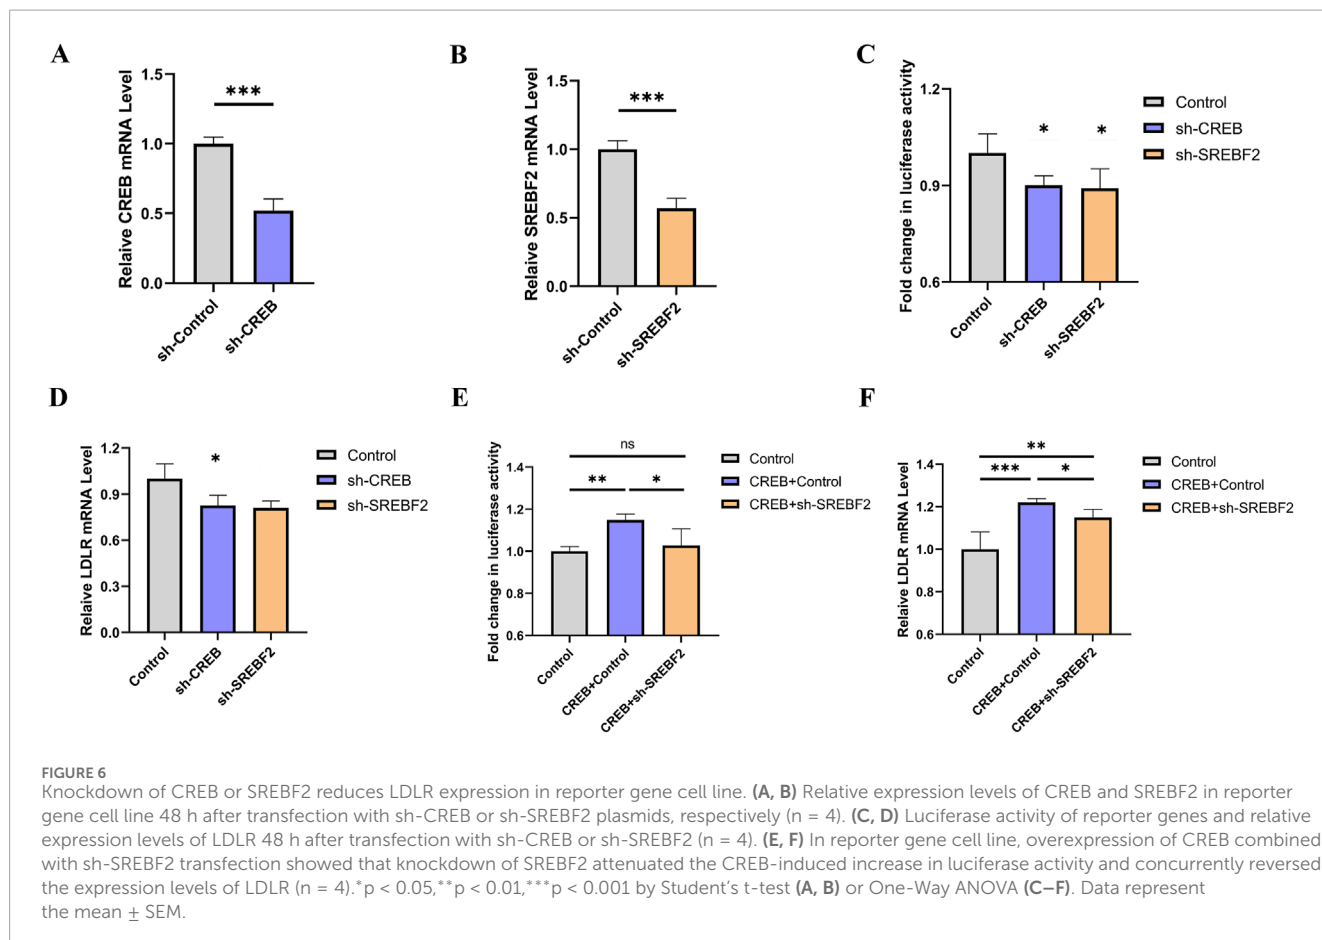 A
Relaive CREB mRNA Level
1.5
1.0
0.5
0.0
***
sh-Control
sh-CREB
B
Relaive SREBF2 mRNA Level
1.5
1.0
0.5
0.0
***
sh-Control
sh-SREBF2
C
Fold change in luciferase activity
1.2
0.9
0.6
*
*
Control
sh-CREB
sh-SREBF2
Control
sh-CREB
sh-SREBF2
D
Relaive LDLR mRNA Level
1.2
0.9
0.6
0.3
0.0
*
Control
sh-CREB
sh-SREBF2
Control
sh-CREB
sh-SREBF2
E
Fold change in luciferase activity
1.4
1.2
1.0
0.8
0.6
ns
**
*
Control
CREB+Control
CREB+sh-SREBF2
Control
CREB+Control
CREB+sh-SREBF2
F
Relaive LDLR mRNA Level
1.4
1.2
1.0
0.8
0.6
**
***
*
Control
CREB+Control
CREB+sh-SREBF2
Control
CREB+Control
CREB+sh-SREBF2
FIGURE 6
Knockdown of CREB or SREBF2 reduces LDLR expression in reporter gene cell line. (A, B) Relative expression levels of CREB and SREBF2 in reporter
gene cell line 48 h after transfection with sh-CREB or sh-SREBF2 plasmids, respectively (n = 4). (C, D) Luciferase activity of reporter genes and relative
expression levels of LDLR 48 h after transfection with sh-CREB or sh-SREBF2 (n = 4). (E, F) In reporter gene cell line, overexpression of CREB combined
with sh-SREBF2 transfection showed that knockdown of SREBF2 attenuated the CREB-induced increase in luciferase activity and concurrently reversed
the expression levels of LDLR (n = 4).*p < 0.05,**p < 0.01,***p < 0.001 by Student's t-test (A, B) or One-Way ANOVA (C–F). Data represent
the mean ± SEM.